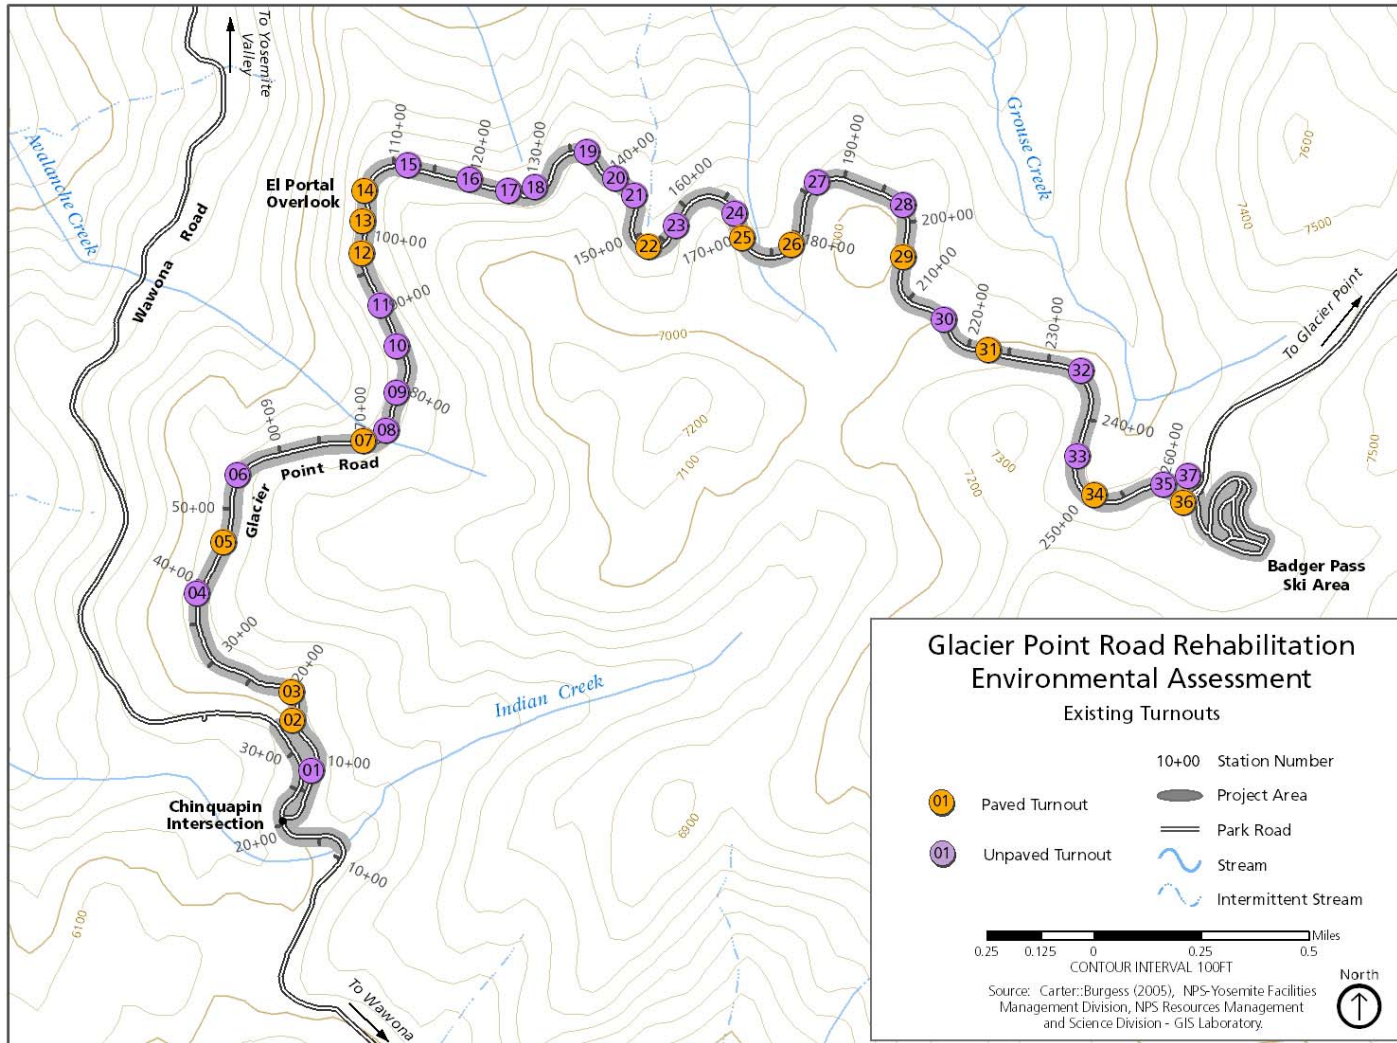 To Yosemite
Valley
Avalanche Creek
Wawona Road
El Portal
Overlook
Grouse Creek
To Glacier Point
Glacier Point Road
Indian Creek
Chinquapin
Intersection
To Wawona
Badger Pass
Ski Area
01
02
03
04
05
06
07
08
09
10
11
12
13
14
15
16
17
18
19
20
21
22
23
24
25
26
27
28
29
30
31
32
33
34
35
36
37
10+00
20+00
30+00
10+00
20+00
30+00
40+00
50+00
60+00
70+00
80+00
90+00
100+00
110+00
120+00
130+00
140+00
150+00
160+00
170+00
180+00
190+00
200+00
210+00
220+00
230+00
240+00
250+00
260+00
6100
6900
7000
7100
7200
7200
7300
7400
7500
7500
7600
Glacier Point Road Rehabilitation
Environmental Assessment
Existing Turnouts
01 Paved Turnout
01 Unpaved Turnout
10+00 Station Number
Project Area
Park Road
Stream
Intermittent Stream
0.25 0.125 0 0.25 0.5 Miles
CONTOUR INTERVAL 100FT
Source: Carter::Burgess (2005), NPS-Yosemite Facilities
Management Division, NPS Resources Management
and Science Division - GIS Laboratory.
North